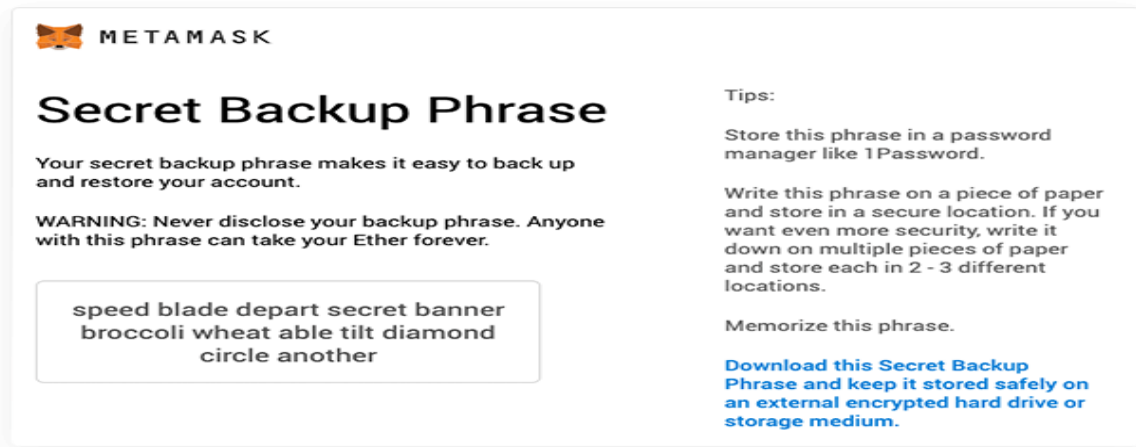 METAMASK
Secret Backup Phrase
Your secret backup phrase makes it easy to back up
and restore your account.
WARNING: Never disclose your backup phrase. Anyone
with this phrase can take your Ether forever.
speed blade depart secret banner
broccoli wheat able tilt diamond
circle another
Tips:
Store this phrase in a password
manager like 1Password.
Write this phrase on a piece of paper
and store in a secure location. If you
want even more security, write it
down on multiple pieces of paper
and store each in 2 - 3 different
locations.
Memorize this phrase.
Download this Secret Backup
Phrase and keep it stored safely on
an external encrypted hard drive or
storage medium.